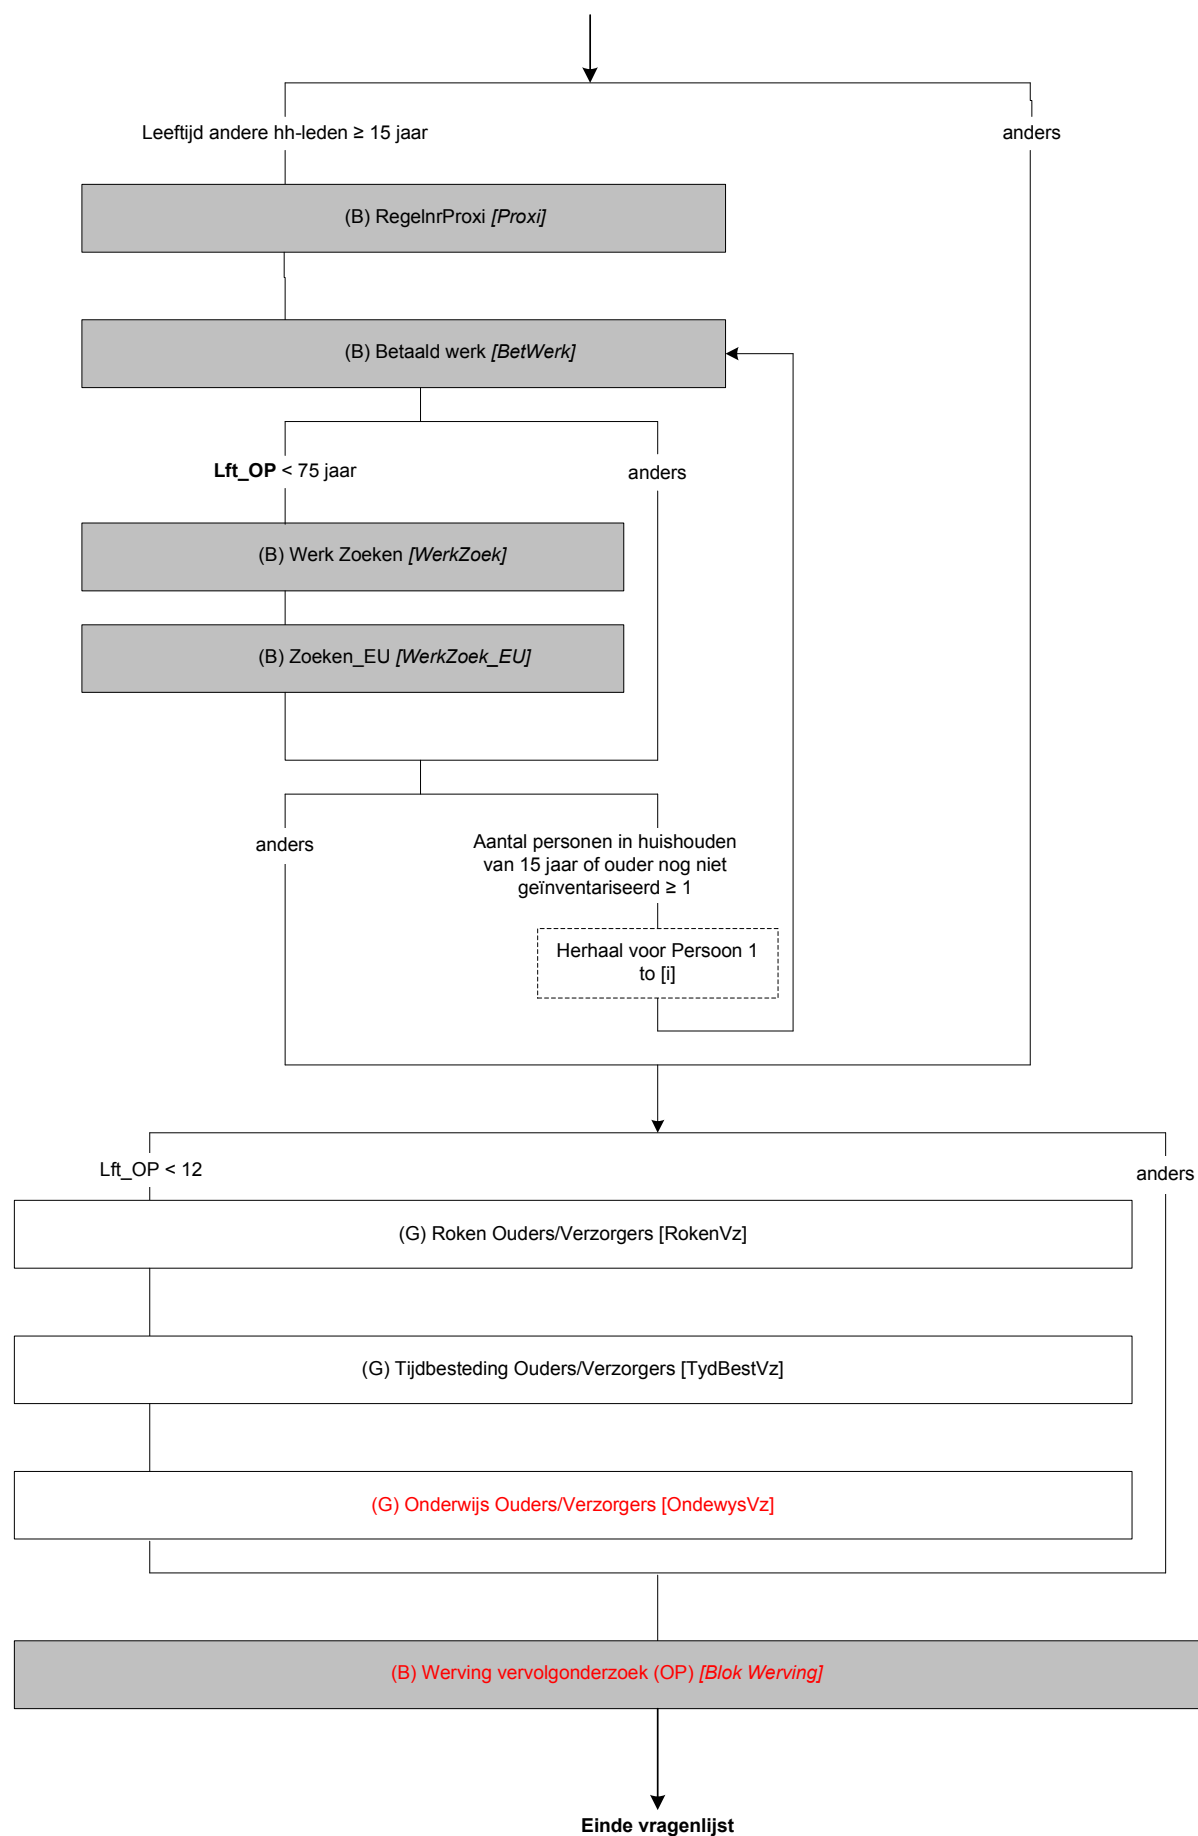 Leeftijd andere hh-leden ≥ 15 jaar
anders
(B) RegelnrProxi [Proxi]
(B) Betaald werk [BetWerk]
Lft_OP < 75 jaar
anders
(B) Werk Zoeken [WerkZoek]
(B) Zoeken_EU [WerkZoek_EU]
anders
Aantal personen in huishouden
van 15 jaar of ouder nog niet
geïnventariseerd ≥ 1
Herhaal voor Persoon 1
to [i]
Lft_OP < 12
anders
(G) Roken Ouders/Verzorgers [RokenVz]
(G) Tijdbesteding Ouders/Verzorgers [TydBestVz]
(G) Onderwijs Ouders/Verzorgers [OndewysVz]
(B) Werving vervolgonderzoek (OP) [Blok Werving]
Einde vragenlijst